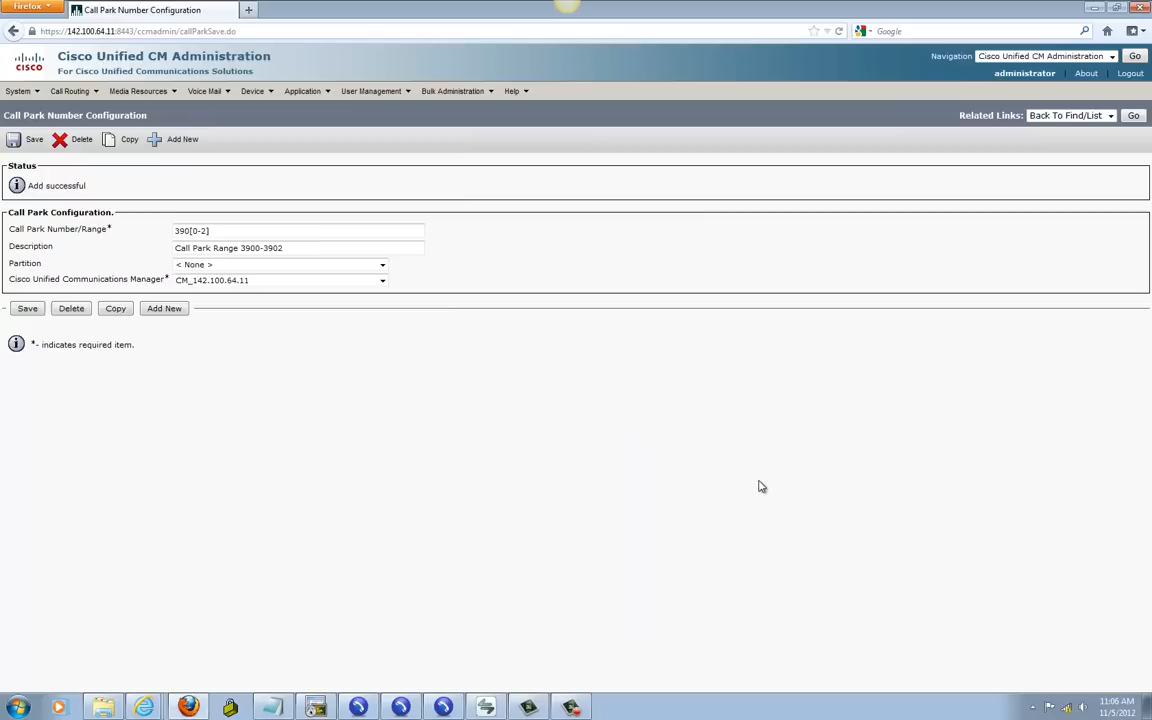 Firefox
Call Park Number Configuration
https://142.100.64.11:8443/ccmadmin/callParkSave.do
Google
CISCO
Cisco Unified CM Administration
For Cisco Unified Communications Solutions
Navigation Cisco Unified CM Administration Go
administrator About Logout
System Call Routing Media Resources Voice Mail Device Application User Management Bulk Administration Help
Call Park Number Configuration
Related Links: Back To Find/List Go
Save Delete Copy Add New
Status
Add successful
Call Park Configuration.
Call Park Number/Range* 390[0-2]
Description Call Park Range 3900-3902
Partition < None >
Cisco Unified Communications Manager* CM_142.100.64.11
Save Delete Copy Add New
*- indicates required item.
11:06 AM
11/5/2012